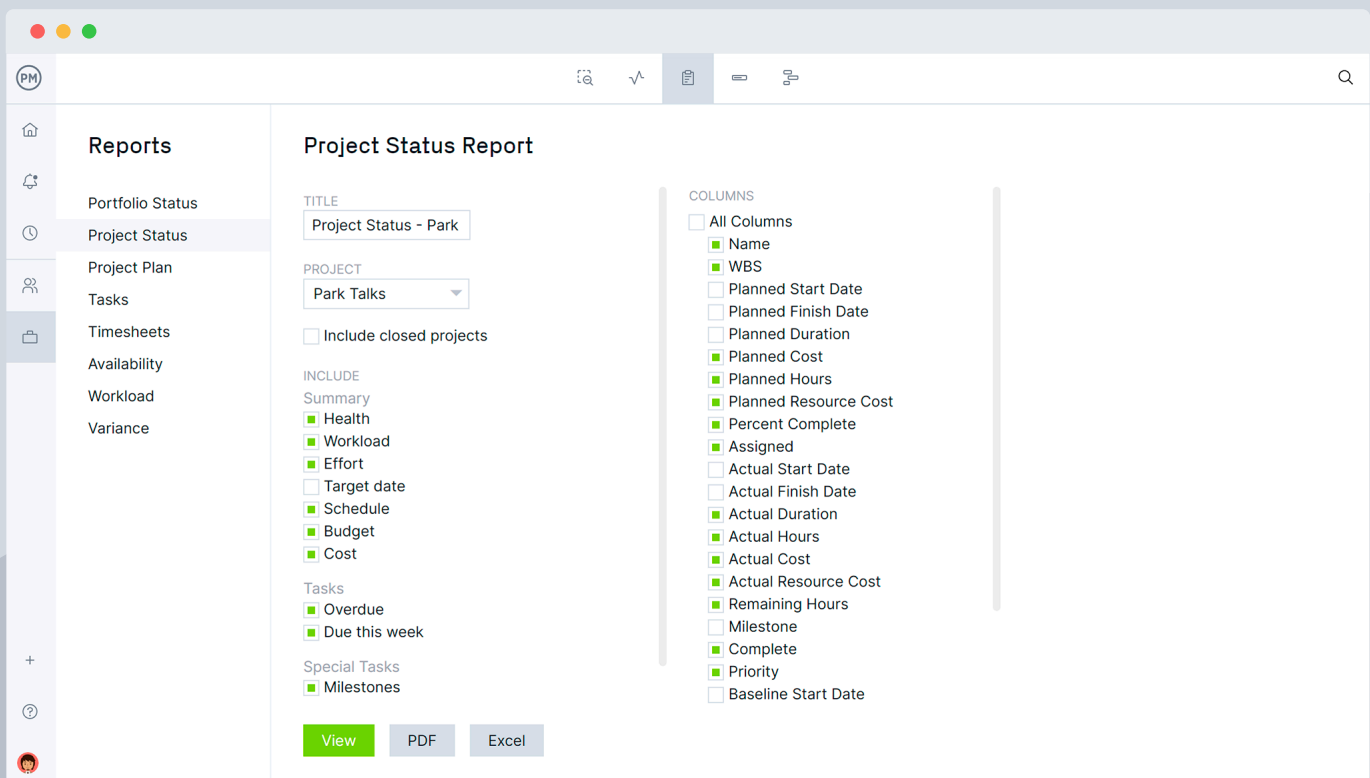 PM
Reports
Portfolio Status
Project Status
Project Plan
Tasks
Timesheets
Availability
Workload
Variance
Project Status Report
TITLE
Project Status - Park
PROJECT
Park Talks
Include closed projects
INCLUDE
Summary
Health
Workload
Effort
Target date
Schedule
Budget
Cost
Tasks
Overdue
Due this week
Special Tasks
Milestones
View PDF Excel
COLUMNS
All Columns
Name
WBS
Planned Start Date
Planned Finish Date
Planned Duration
Planned Cost
Planned Hours
Planned Resource Cost
Percent Complete
Assigned
Actual Start Date
Actual Finish Date
Actual Duration
Actual Hours
Actual Cost
Actual Resource Cost
Remaining Hours
Milestone
Complete
Priority
Baseline Start Date